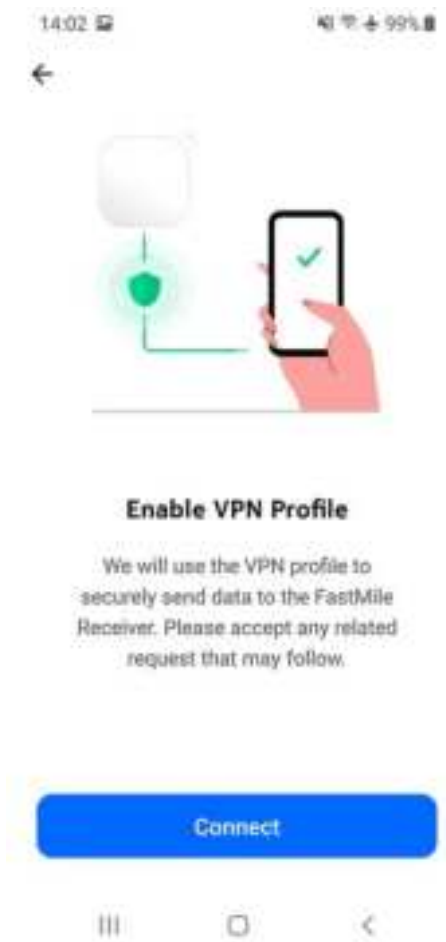 14:02 99%
Enable VPN Profile
We will use the VPN profile to
securely send data to the FastMile
Receiver. Please accept any related
request that may follow.
Connect